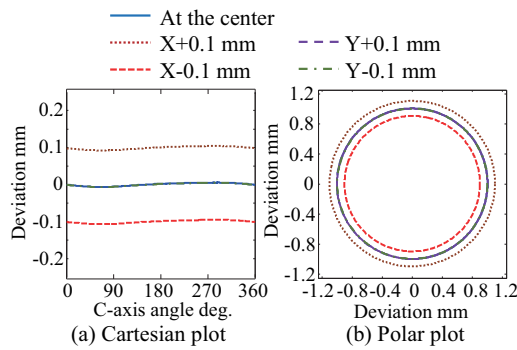 At the center
X+0.1 mm
Y+0.1 mm
X-0.1 mm
Y-0.1 mm
Deviation mm
0.2
0.1
0
-0.1
-0.2
0 90 180 270 360
C-axis angle deg.
(a) Cartesian plot
Deviation mm
1.2
0.8
0.4
0
-0.4
-0.8
-1.2
-1.2 -0.8 -0.4 0 0.4 0.8 1.2
Deviation mm
(b) Polar plot